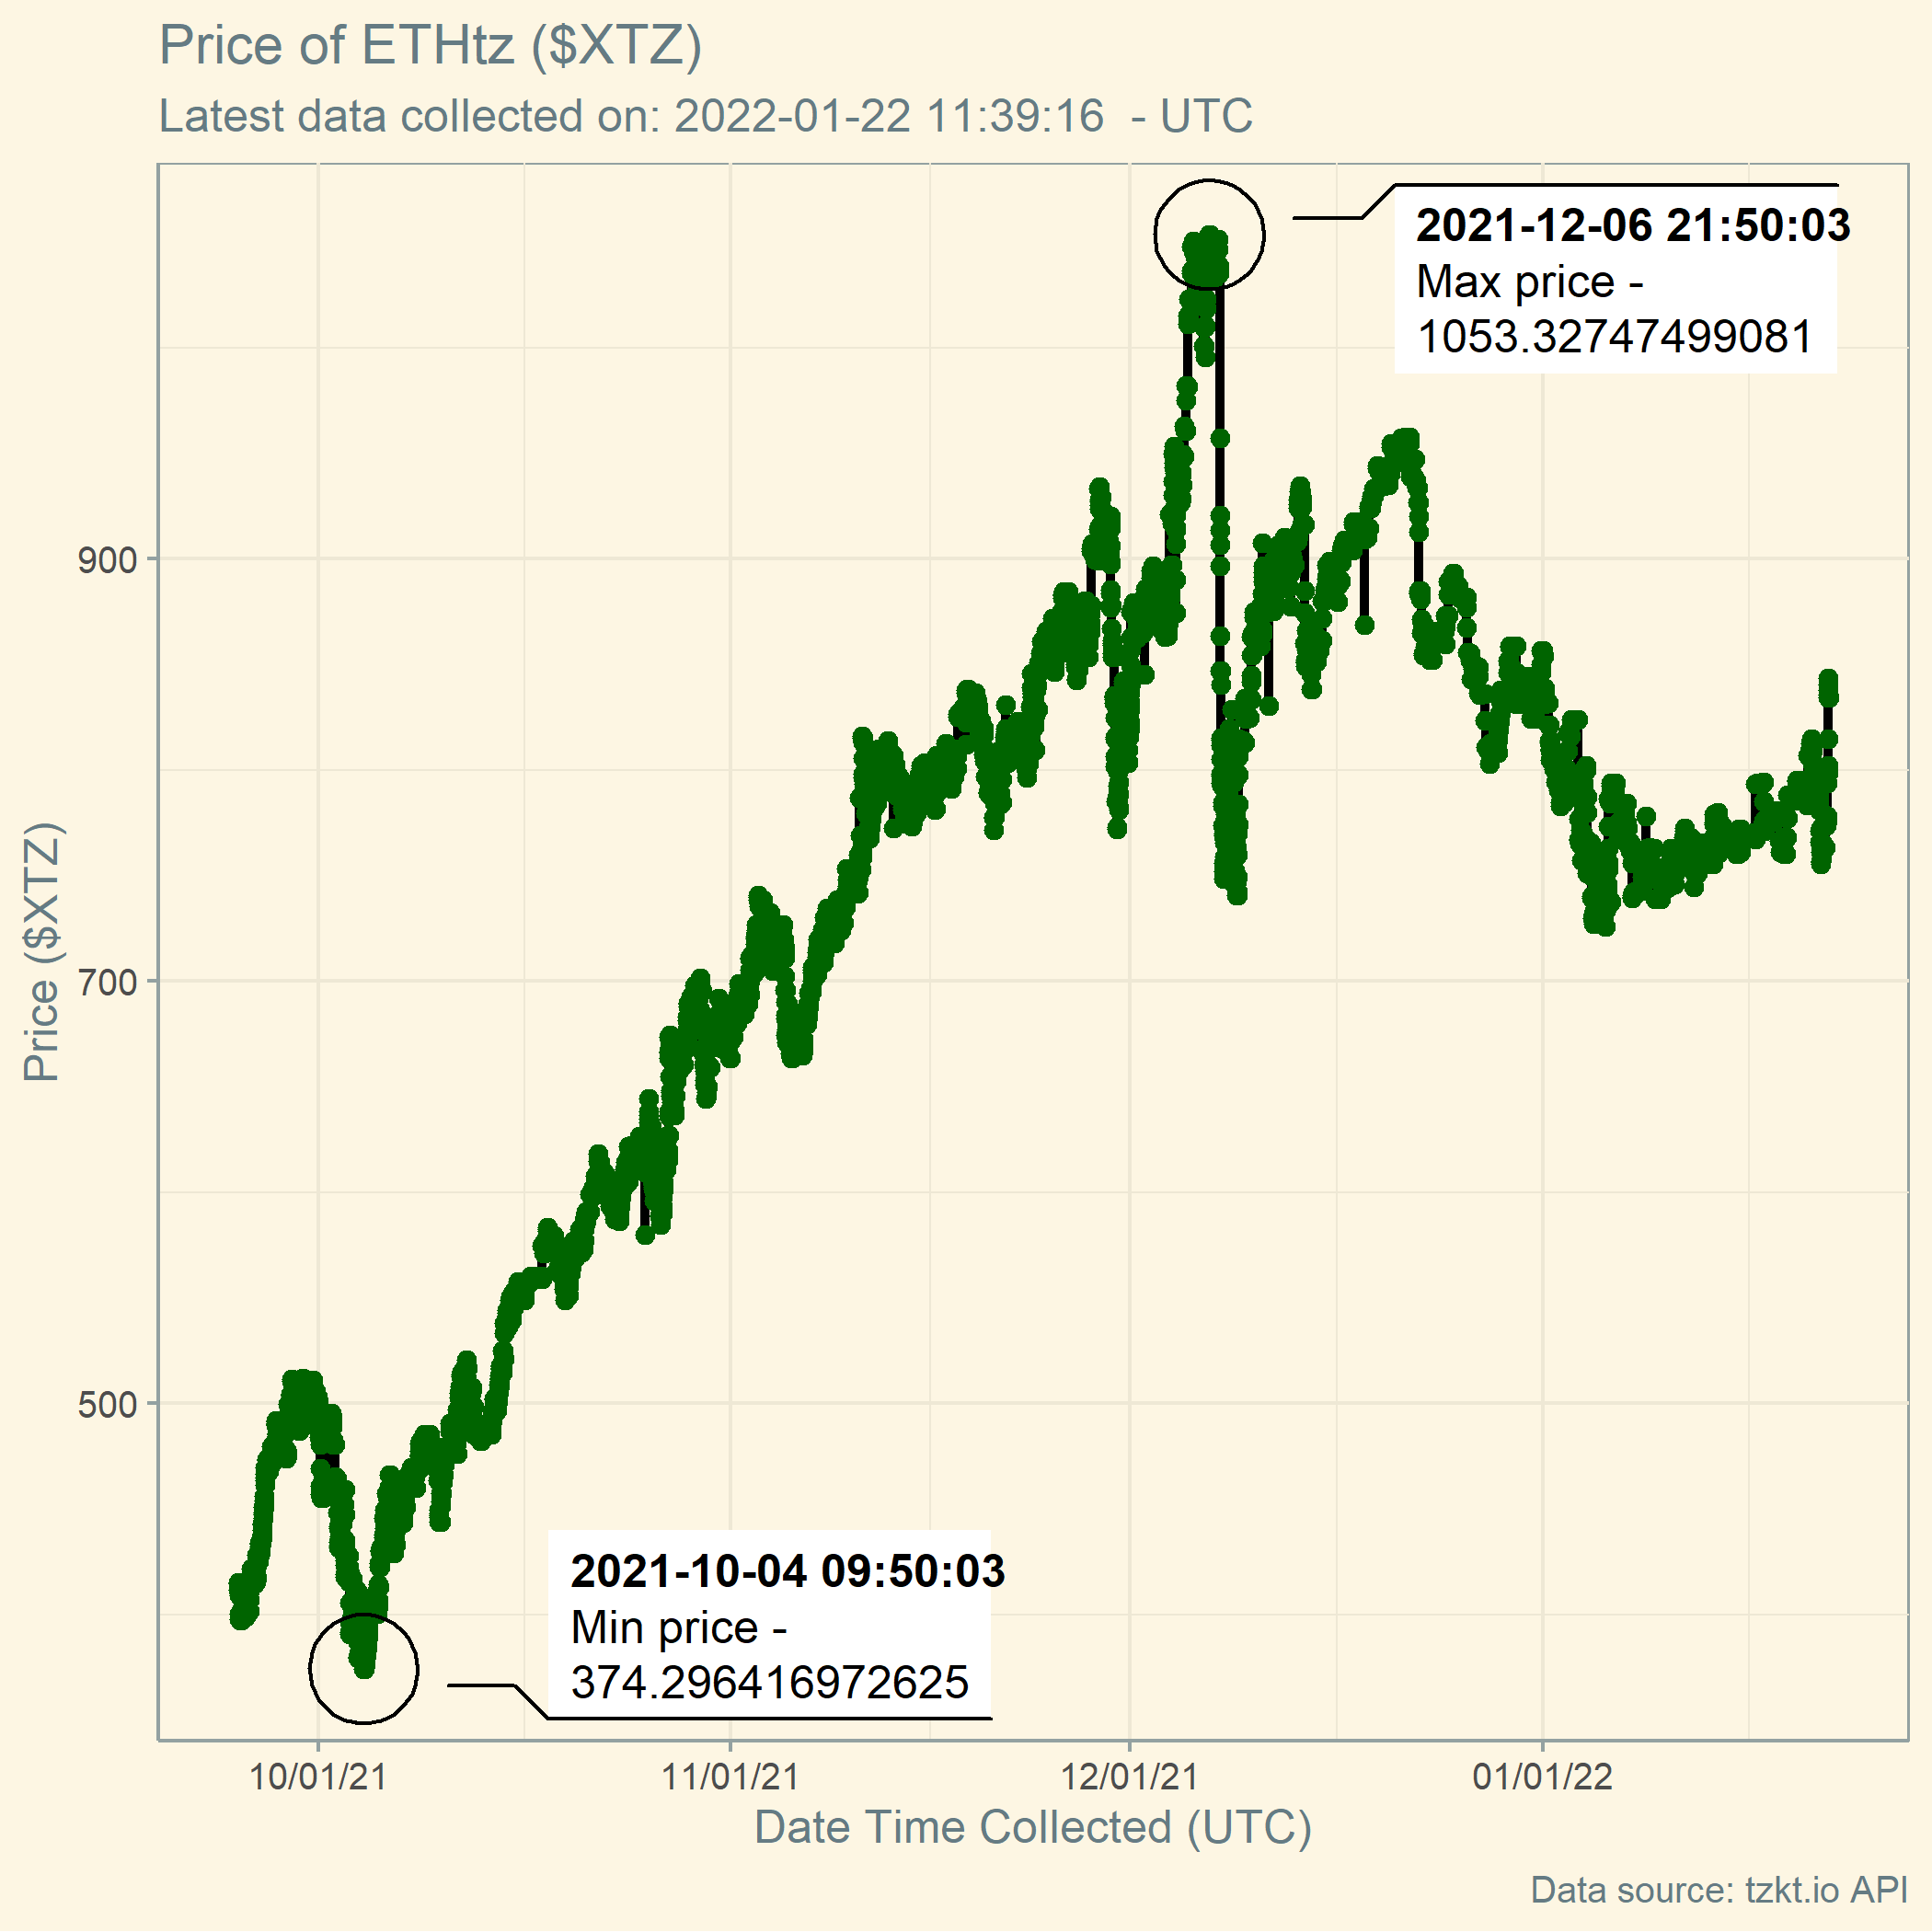 Price of ETHtz ($XTZ)
Latest data collected on: 2022-01-22 11:39:16  - UTC
2021-12-06 21:50:03
Max price -
1053.32747499081
900
Price ($XTZ)
700
500
2021-10-04 09:50:03
Min price -
374.296416972625
10/01/21
11/01/21
12/01/21
01/01/22
Date Time Collected (UTC)
Data source: tzkt.io API